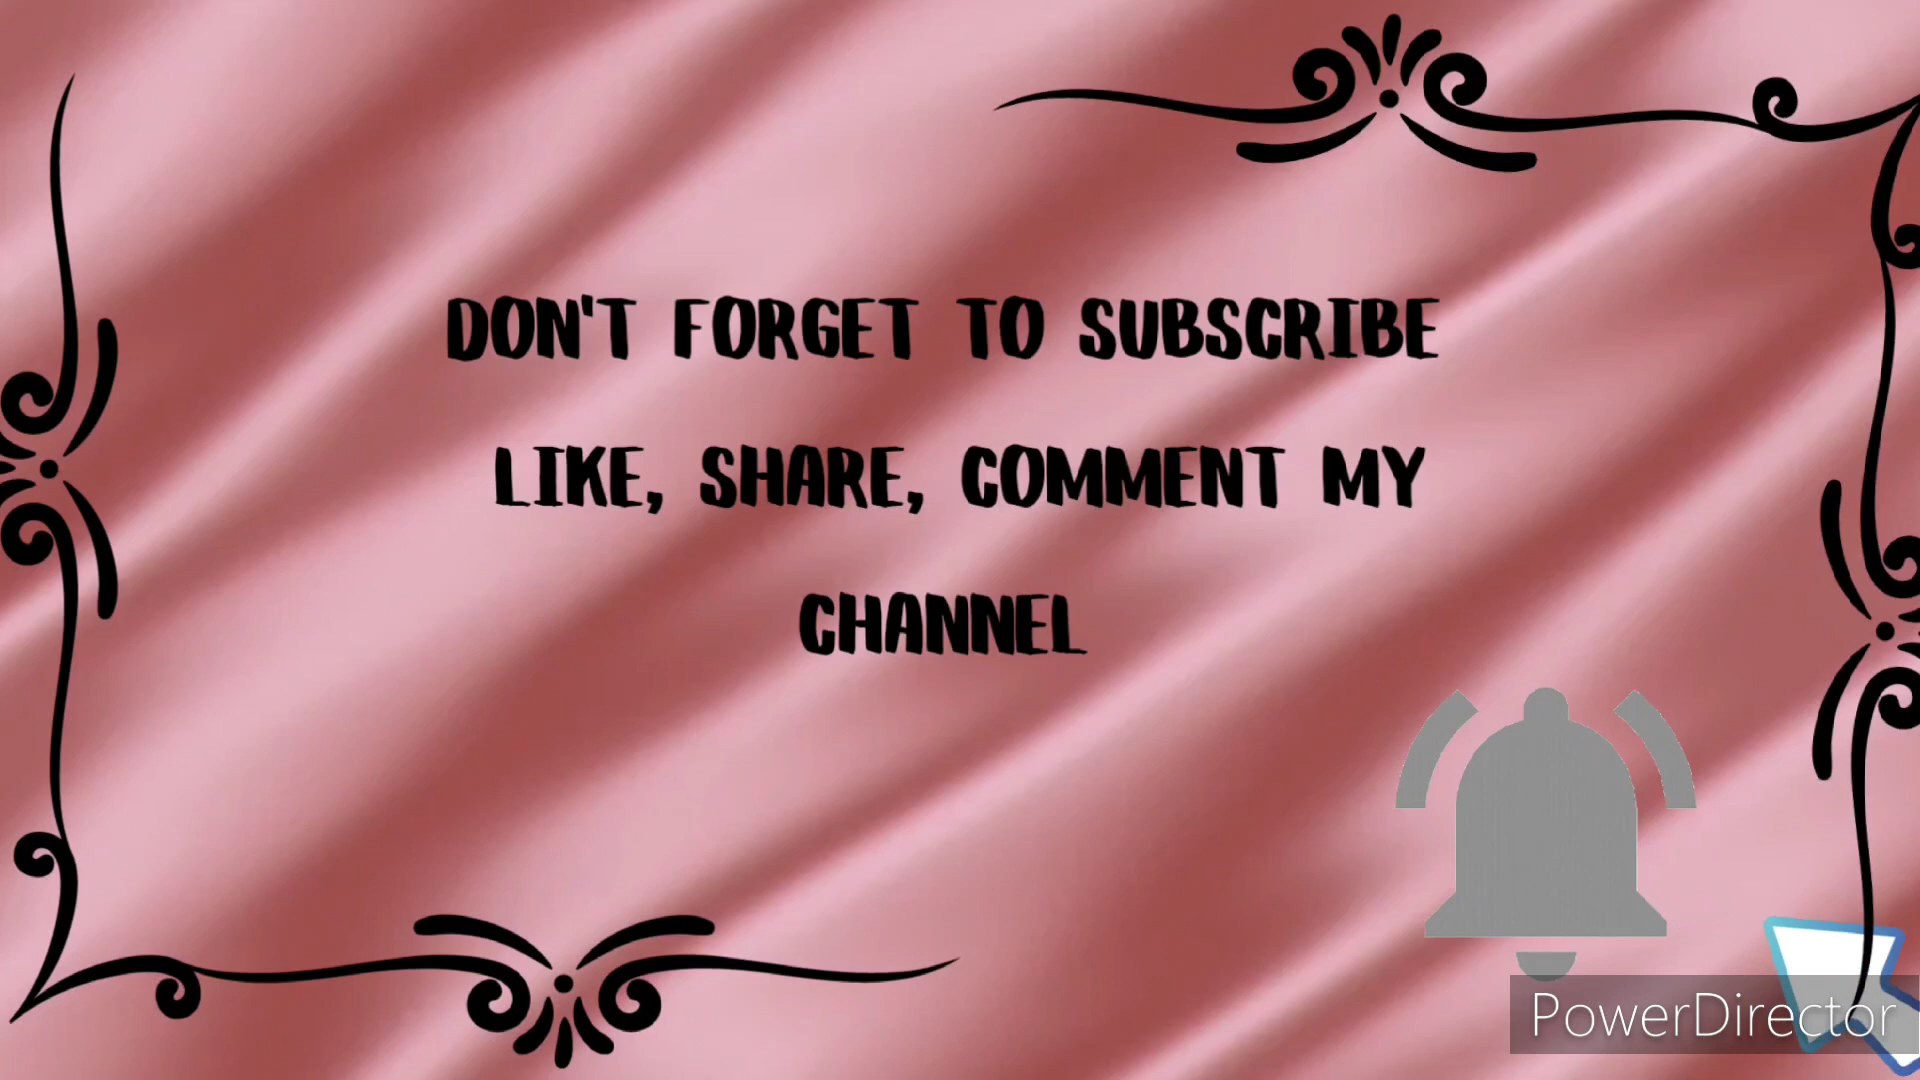 DON'T FORGET TO SUBSCRIBE
LIKE, SHARE, COMMENT MY
CHANNEL
PowerDirector